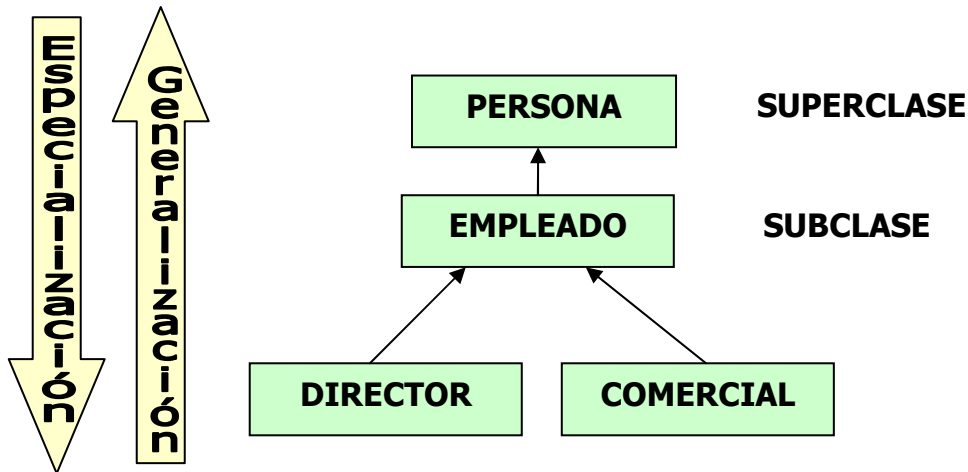 Especialización
Generalización
PERSONA
SUPERCLASE
EMPLEADO
SUBCLASE
DIRECTOR
COMERCIAL